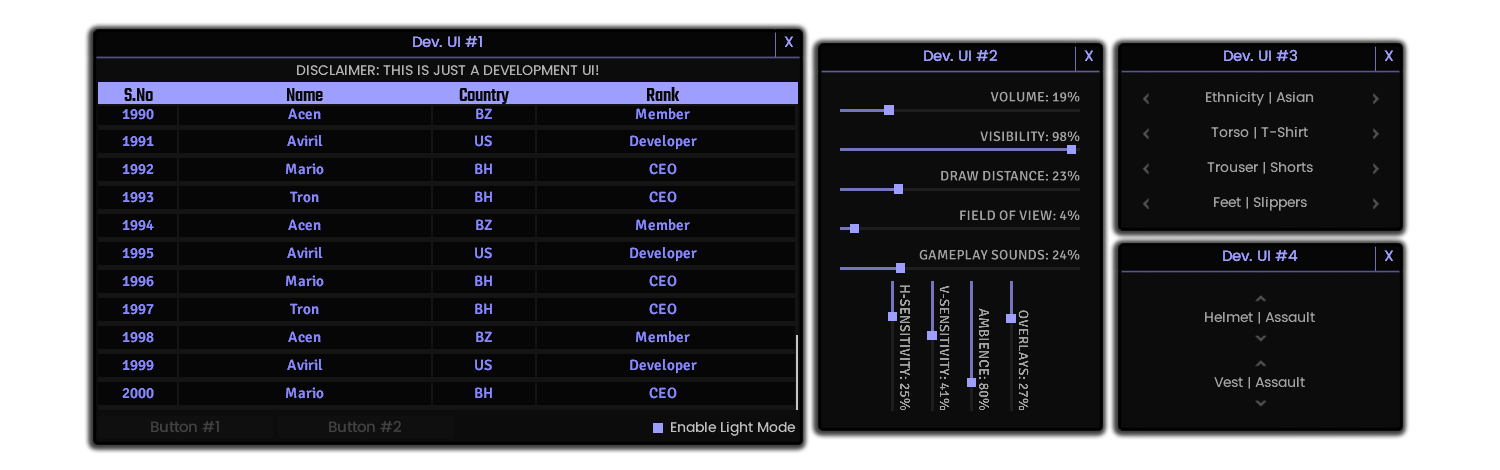 Dev. UI #1 X
DISCLAIMER: THIS IS JUST A DEVELOPMENT UI!
S.No Name Country Rank
1990 Acen BZ Member
1991 Aviril US Developer
1992 Mario BH CEO
1993 Tron BH CEO
1994 Acen BZ Member
1995 Aviril US Developer
1996 Mario BH CEO
1997 Tron BH CEO
1998 Acen BZ Member
1999 Aviril US Developer
2000 Mario BH CEO
Button #1 Button #2 Enable Light Mode
Dev. UI #2 X
VOLUME: 19%
VISIBILITY: 98%
DRAW DISTANCE: 23%
FIELD OF VIEW: 4%
GAMEPLAY SOUNDS: 24%
H-SENSITIVITY: 25%
V-SENSITIVITY: 41%
AMBIENCE: 80%
OVERLAYS: 27%
Dev. UI #3 X
Ethnicity | Asian
Torso | T-Shirt
Trouser | Shorts
Feet | Slippers
Dev. UI #4 X
Helmet | Assault
Vest | Assault